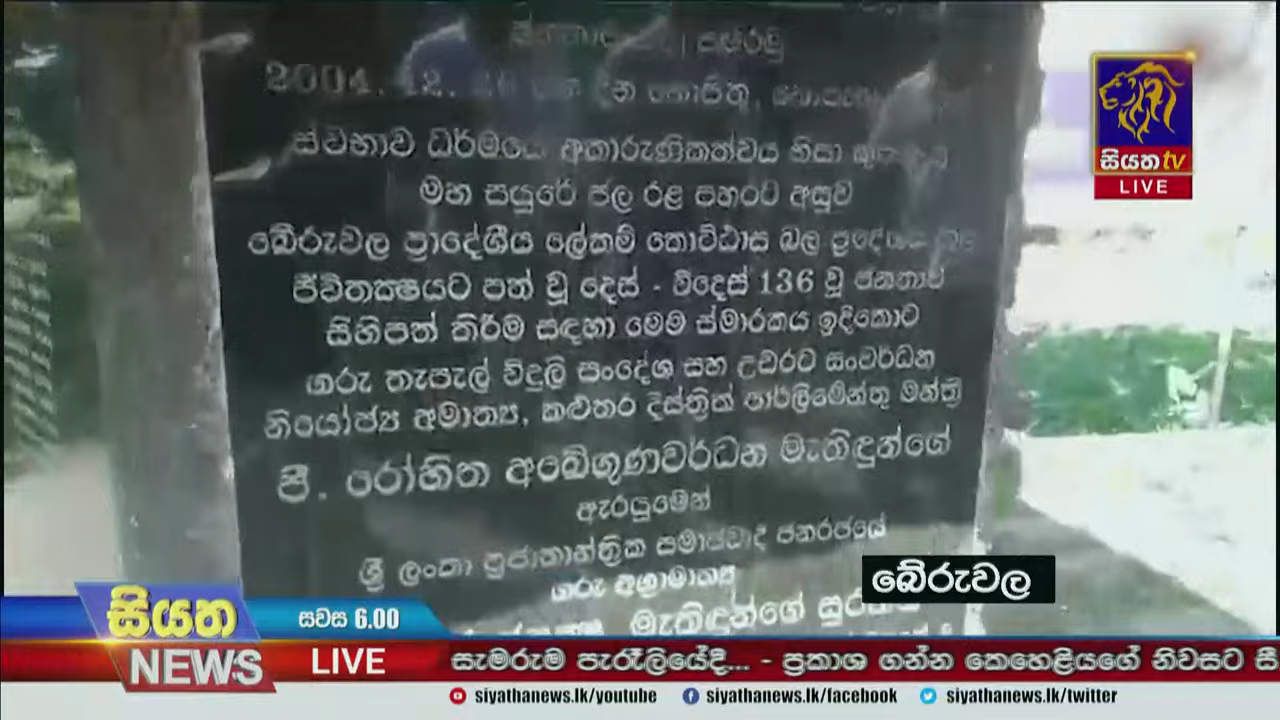 2004. 12. දින
ස්වභාව ධර්මයේ අකාරුණිකත්වය නිසා
මහ සයුරේ ජල රළ පහරට අසුව
බේරුවල ප්‍රාදේශීය ලේකම් කොට්ඨාස බල ප්‍රදේශයේ
ජීවිතක්ෂයට පත් වූ දෙස් - විදෙස් 136 වූ ජනතාව
සිහිපත් කිරීම සඳහා මෙම ස්මාරකය ඉදිකොට
ගරු තැපැල් විදුලි සංදේශ සහ උඩරට සංවර්ධන
නියෝජ්‍ය අමාත්‍ය, කළුතර දිස්ත්‍රික් පාර්ලිමේන්තු මන්ත්‍රී
පී. රෝහිත අබේගුණවර්ධන මැතිඳුන්ගේ
ඇරයුමෙන්
ශ්‍රී ලංකා ප්‍රජාතාන්ත්‍රික සමාජවාදී ජනරජයේ
ගරු අග්‍රාමාත්‍ය
මැතිඳුන්ගේ
සියත tv
LIVE
බේරුවල
සියත
NEWS
සවස 6.00
LIVE
සැමරුම පැරෑලියේදී... - ප්‍රකාශ ගන්න කෙහෙළියගේ නිවසට සී
siyathanews.lk/youtube
siyathanews.lk/facebook
siyathanews.lk/twitter